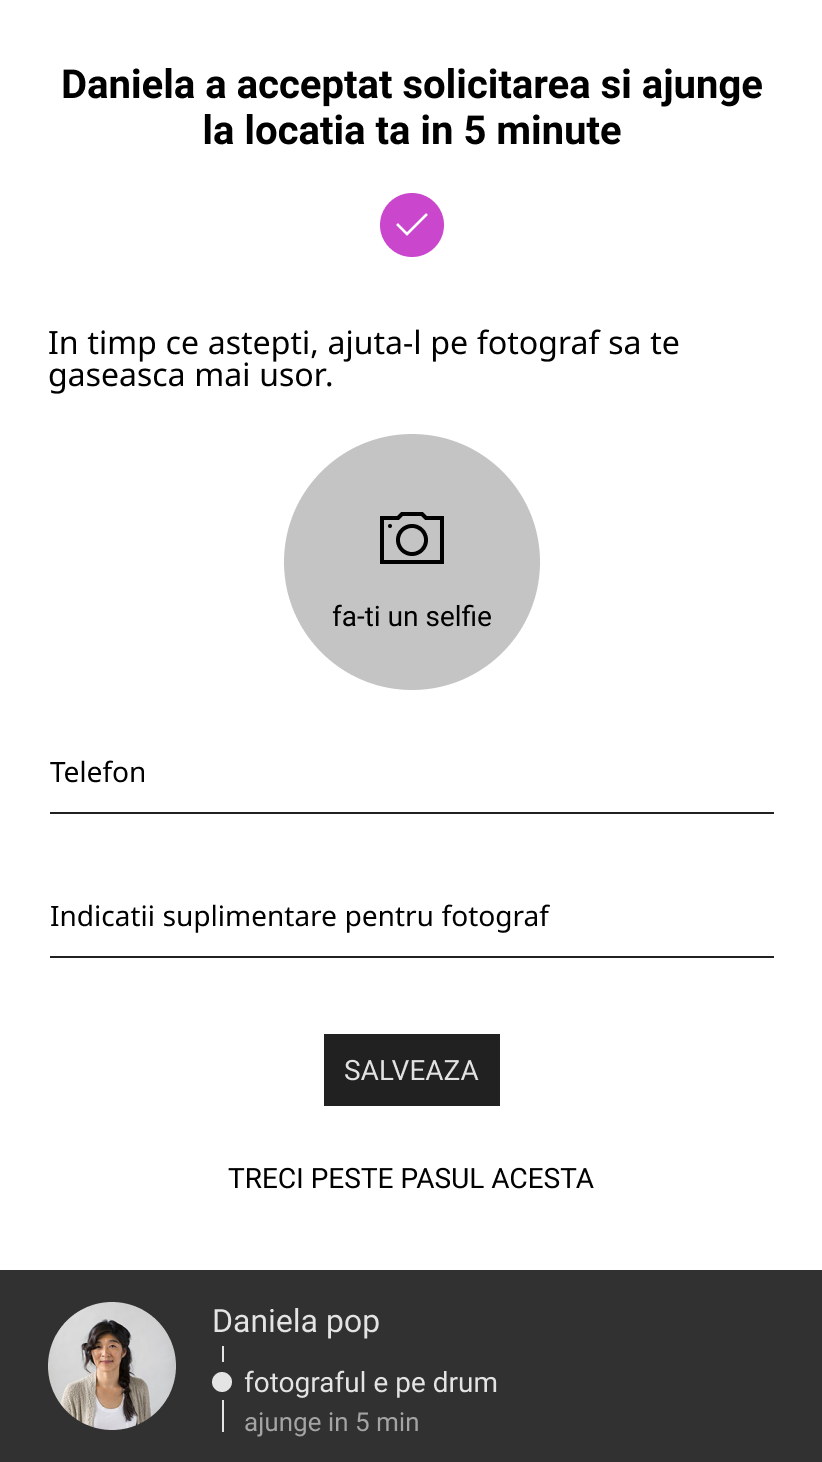 Daniela a acceptat solicitarea si ajunge
la locatia ta in 5 minute
In timp ce astepti, ajuta-l pe fotograf sa te
gaseasca mai usor.
fa-ti un selfie
Telefon
Indicatii suplimentare pentru fotograf
SALVEAZA
TRECI PESTE PASUL ACESTA
Daniela pop
fotograful e pe drum
ajunge in 5 min